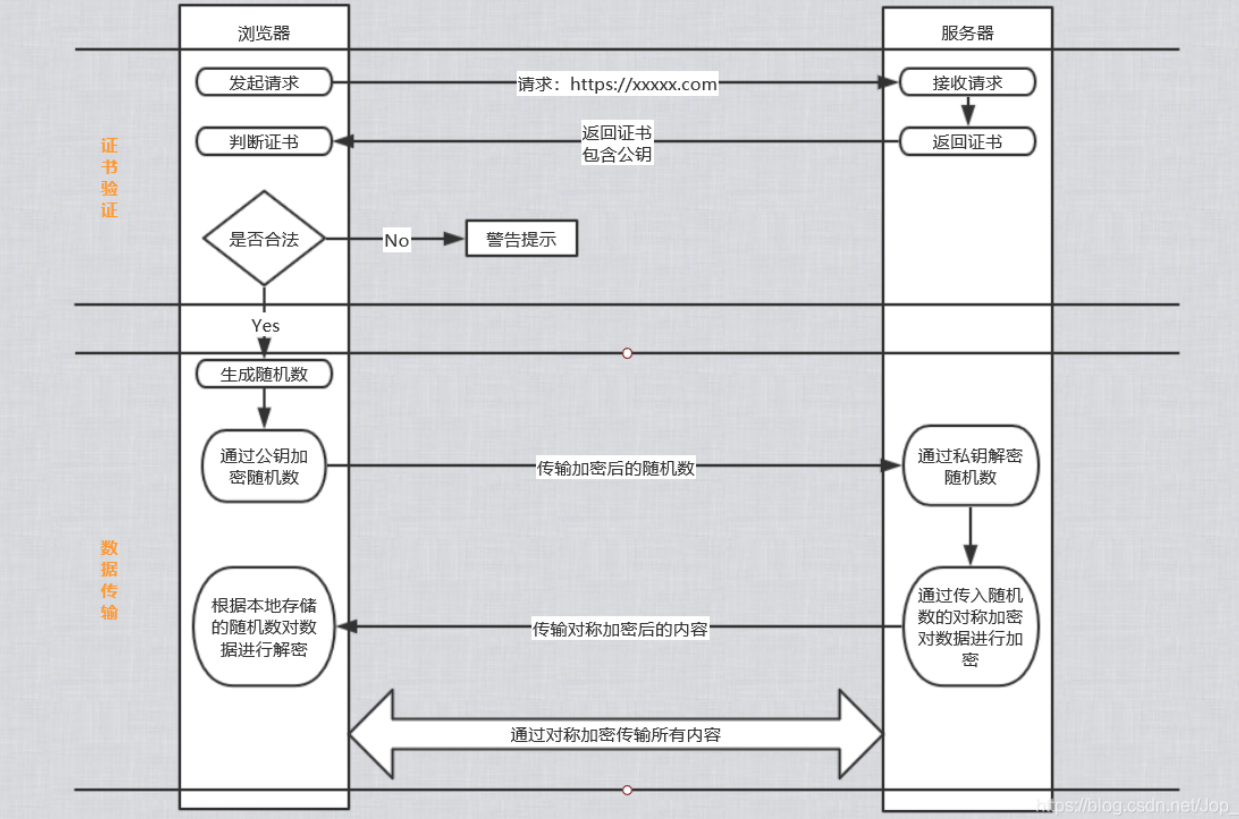 浏览器
服务器
发起请求
请求：https://xxxxx.com
接收请求
证
书
验
证
判断证书
返回证书
包含公钥
返回证书
是否合法
No
警告提示
Yes
生成随机数
通过公钥加
密随机数
传输加密后的随机数
通过私钥解密
随机数
数
据
传
输
根据本地存储
的随机数对数
据进行解密
传输对称加密后的内容
通过传入随机
数的对称加密
对数据进行加
密
通过对称加密传输所有内容
https://blog.csdn.net/Jop_